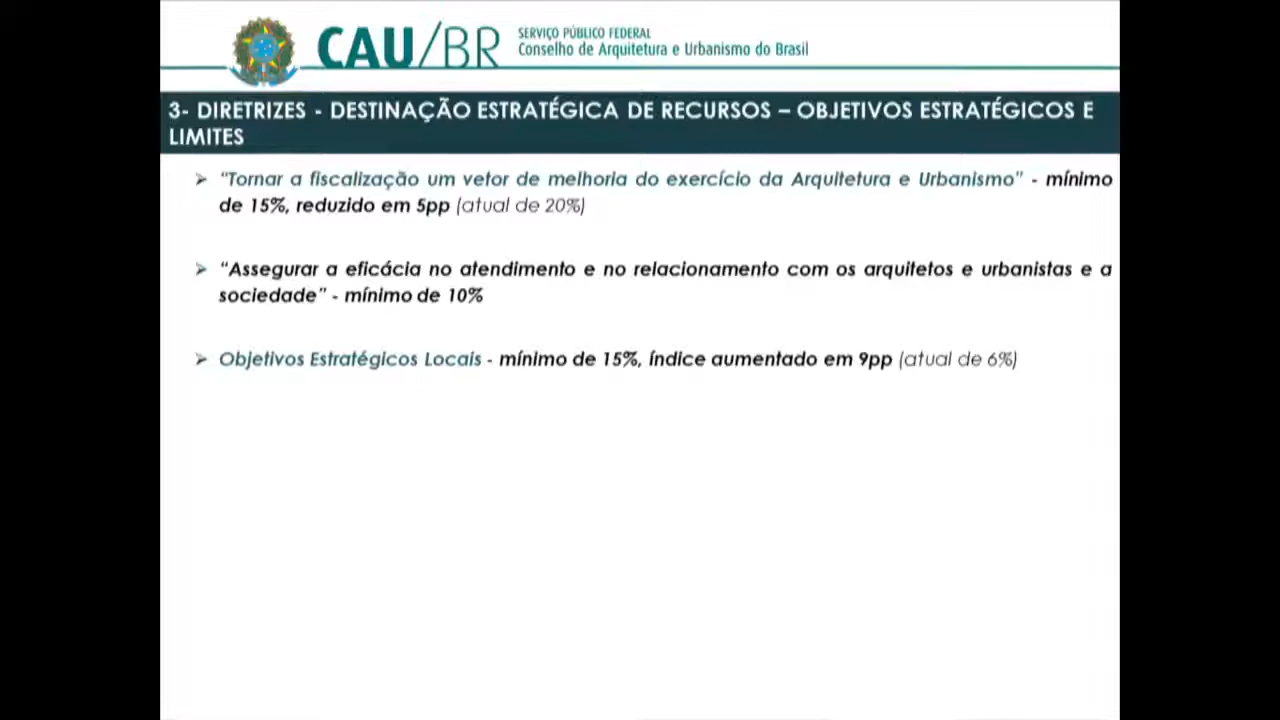 CAU/BR
SERVIÇO PÚBLICO FEDERAL
Conselho de Arquitetura e Urbanismo do Brasil
3- DIRETRIZES - DESTINAÇÃO ESTRATÉGICA DE RECURSOS – OBJETIVOS ESTRATÉGICOS E
LIMITES
➢ “Tornar a fiscalização um vetor de melhoria do exercício da Arquitetura e Urbanismo” - mínimo
de 15%, reduzido em 5pp (atual de 20%)
➢ “Assegurar a eficácia no atendimento e no relacionamento com os arquitetos e urbanistas e a
sociedade” - mínimo de 10%
➢ Objetivos Estratégicos Locais - mínimo de 15%, índice aumentado em 9pp (atual de 6%)